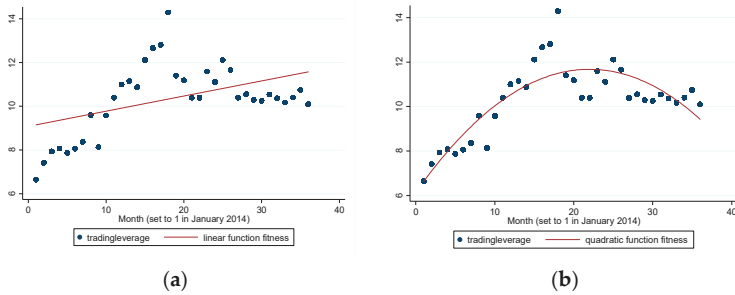 14
12
10
8
6
0 10 20 30 40
Month (set to 1 in January 2014)
tradingleverage linear function fitness
(a)
14
12
10
8
6
0 10 20 30 40
Month (set to 1 in January 2014)
tradingleverage quadratic function fitness
(b)